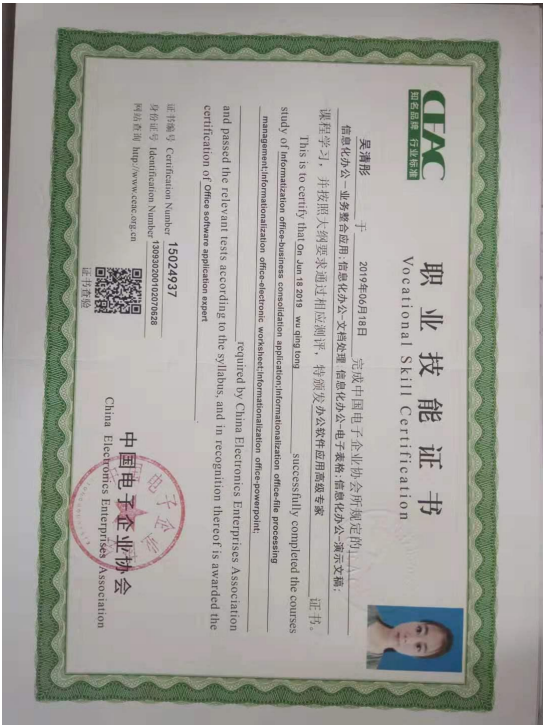 CEAC
知名品牌 行业标准
职业技能证书
Vocational Skill Certification
吴清彤 于 2019年06月18日 完成中国电子企业协会所规定的
信息化办公-业务整合应用;信息化办公-文档处理 信息化办公-电子表格;信息化办公-演示文稿;
课程学习，并按照大纲要求通过相应测评，特颁发办公软件应用高级专家 证书。
This is to certify that On Jun 18 2019 wu qing tong successfully completed the courses
study of Informatization office-business consolidation application;Informationalization office-file processing
management;Informationalization office-electronic worksheet;Informationalization office-powerpoint;
required by China Electronics Enterprises Association
and passed the relevant tests according to the syllabus, and in recognition thereof is awarded the
certification of Office software application expert
证书编号 Certification Number 15024937
身份证号 Identification Number 130930200102070628
网站查询 http://www.ceac.org.cn
证书查验
中国电子企业协会
China Electronics Enterprises Association